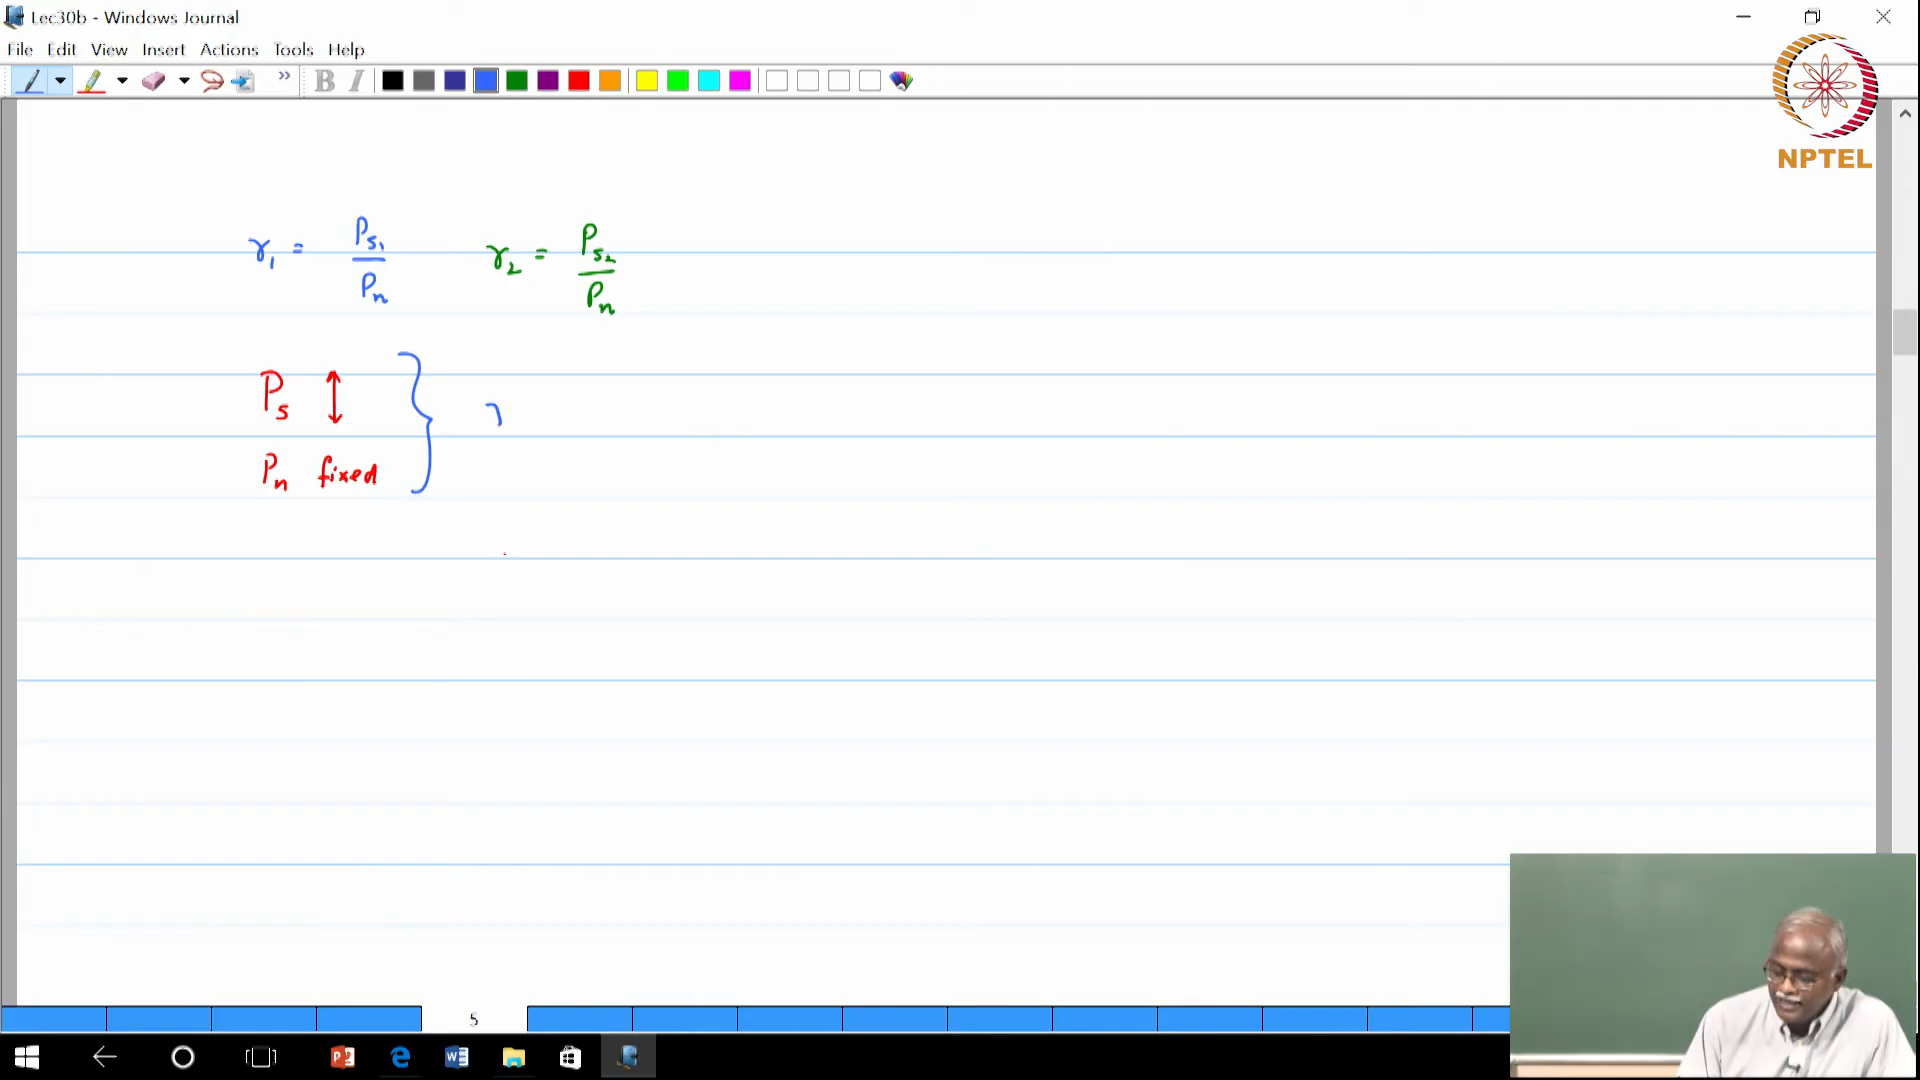 Lec30b - Windows Journal
File Edit View Insert Actions Tools Help
B I
NPTEL
γ₁ = Ps₁ / Pn γ₂ = Ps₂ / Pn
Ps ↕
Pn fixed
5